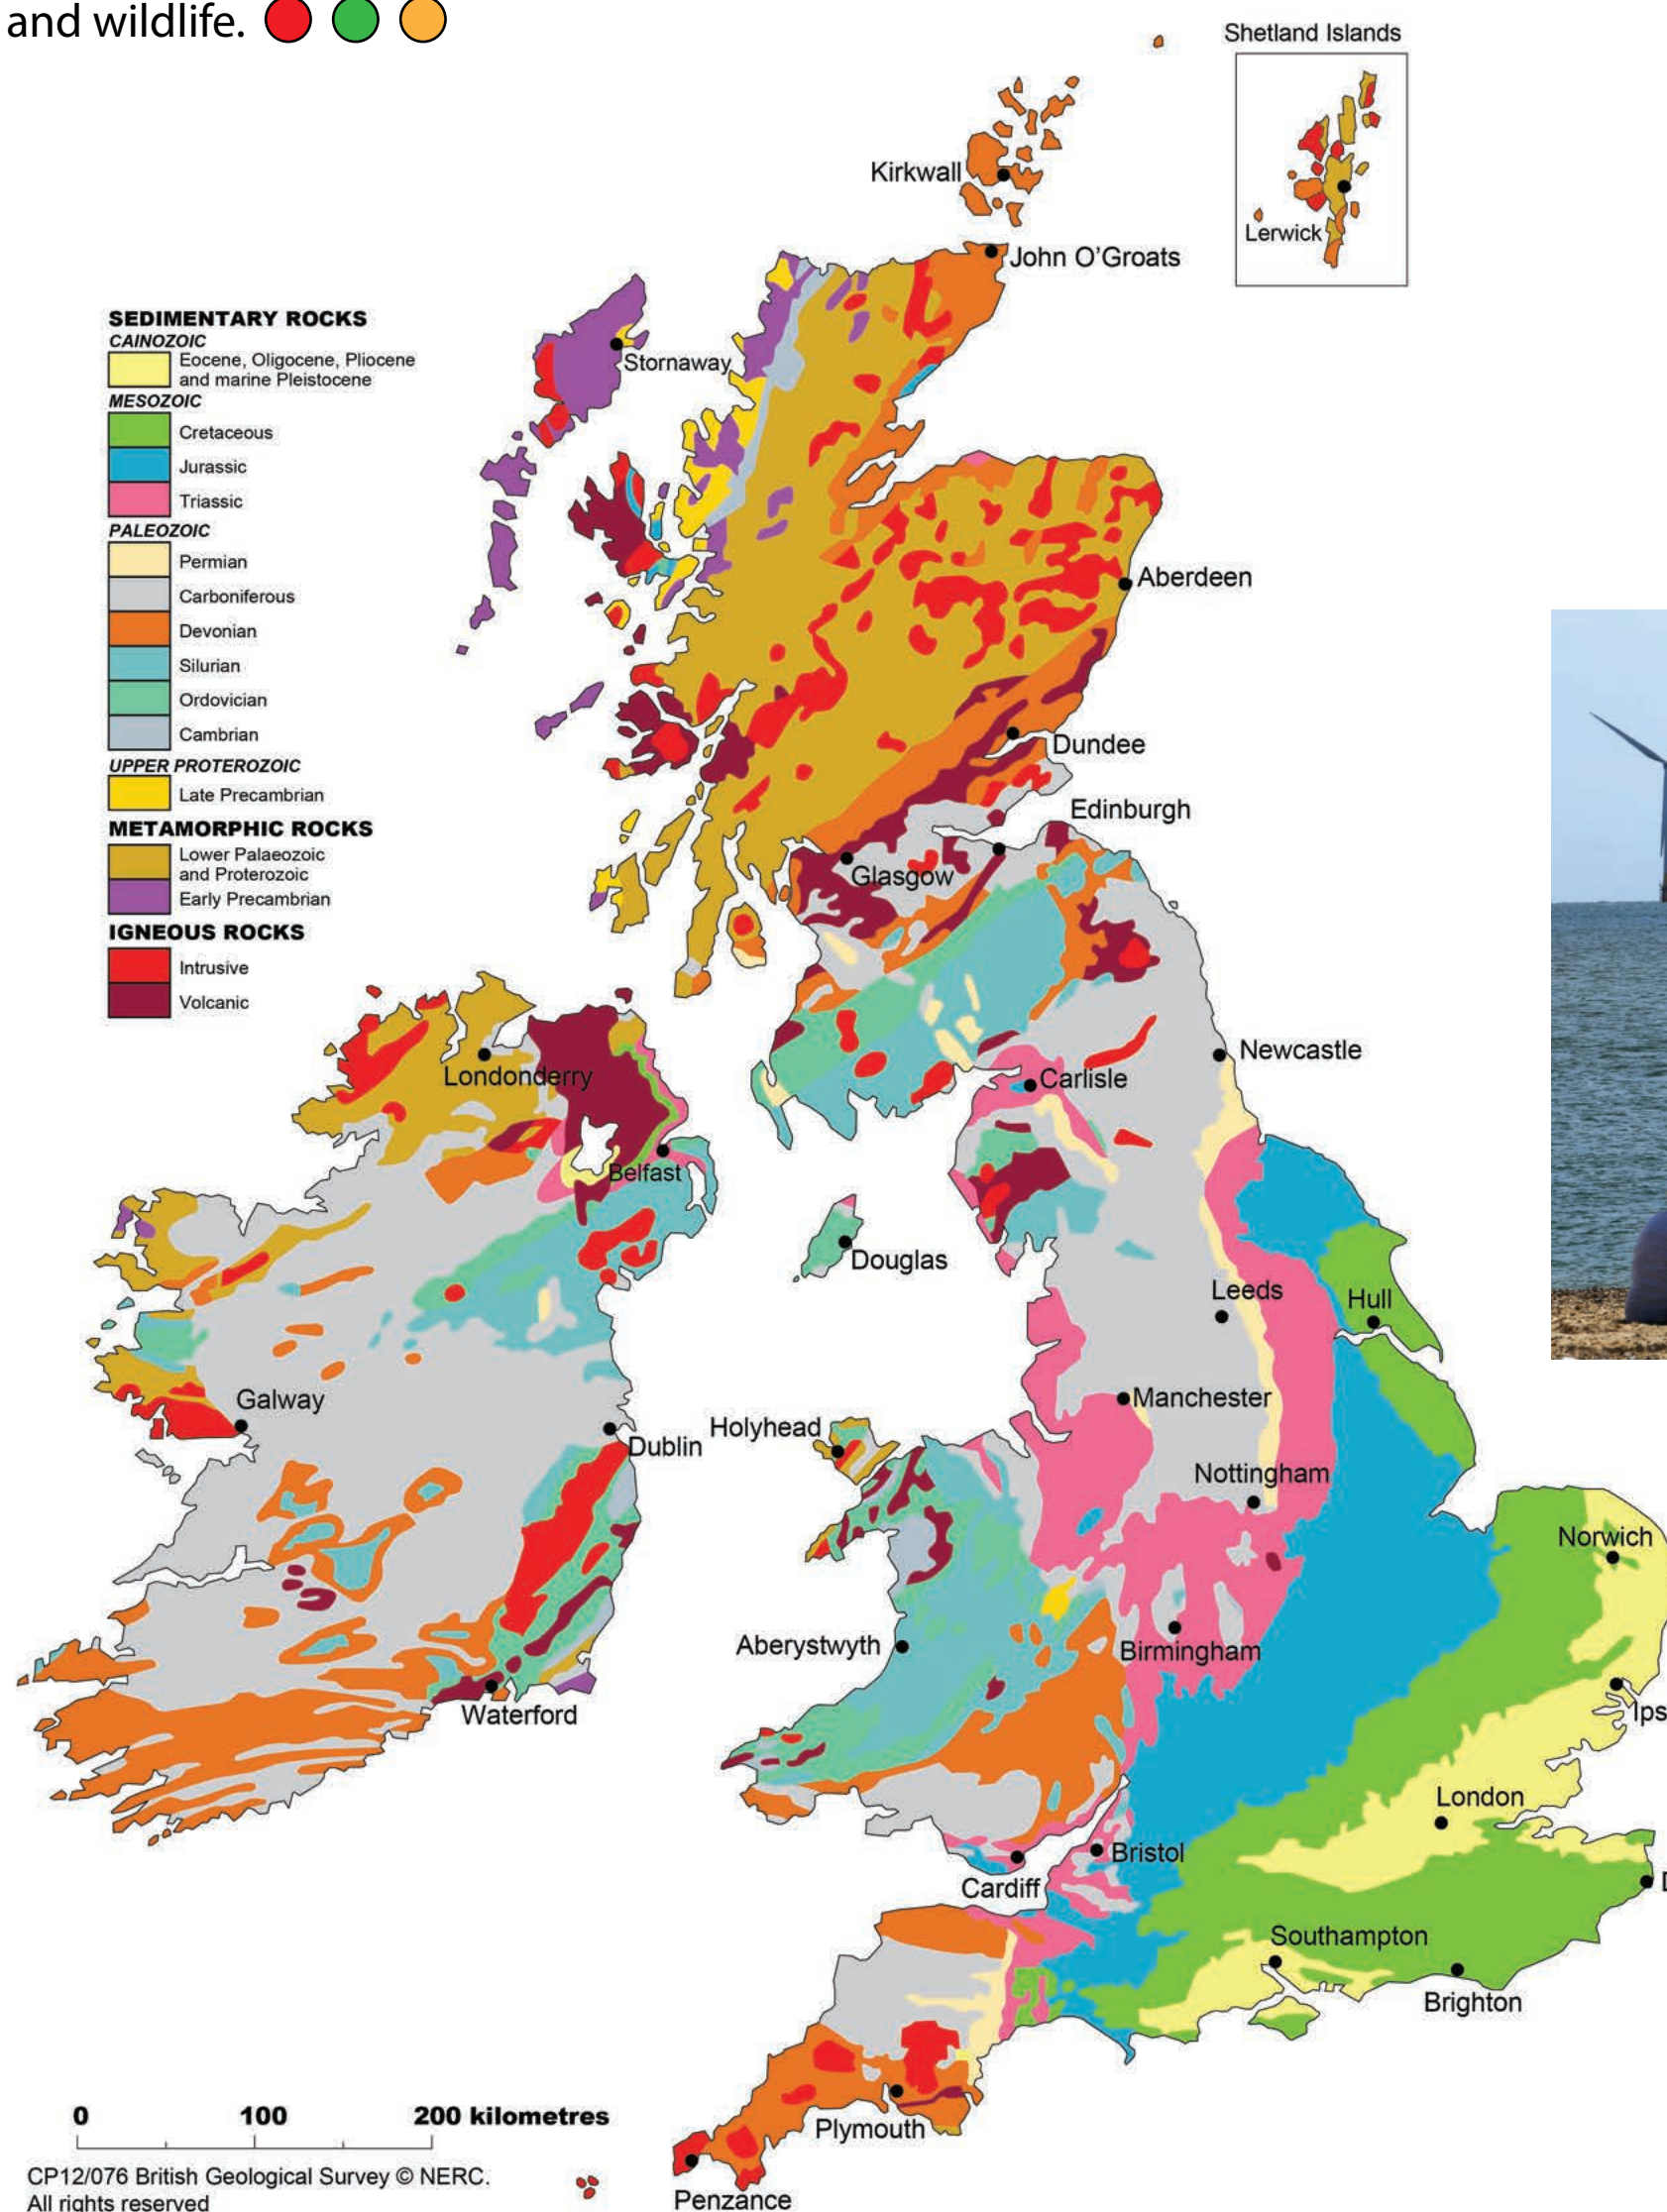 and wildlife.
Shetland Islands
Kirkwall
Lerwick
John O'Groats
SEDIMENTARY ROCKS
CAINOZOIC
Eocene, Oligocene, Pliocene
and marine Pleistocene
MESOZOIC
Cretaceous
Jurassic
Triassic
PALEOZOIC
Permian
Carboniferous
Devonian
Silurian
Ordovician
Cambrian
UPPER PROTEROZOIC
Late Precambrian
METAMORPHIC ROCKS
Lower Palaeozoic
and Proterozoic
Early Precambrian
IGNEOUS ROCKS
Intrusive
Volcanic
Stornaway
Aberdeen
Dundee
Edinburgh
Glasgow
Londonderry
Newcastle
Carlisle
Belfast
Douglas
Leeds
Hull
Galway
Manchester
Holyhead
Dublin
Nottingham
Norwich
Aberystwyth
Birmingham
Waterford
Ips
London
Bristol
Cardiff
D
Southampton
Brighton
Plymouth
Penzance
0 100 200 kilometres
CP12/076 British Geological Survey © NERC.
All rights reserved